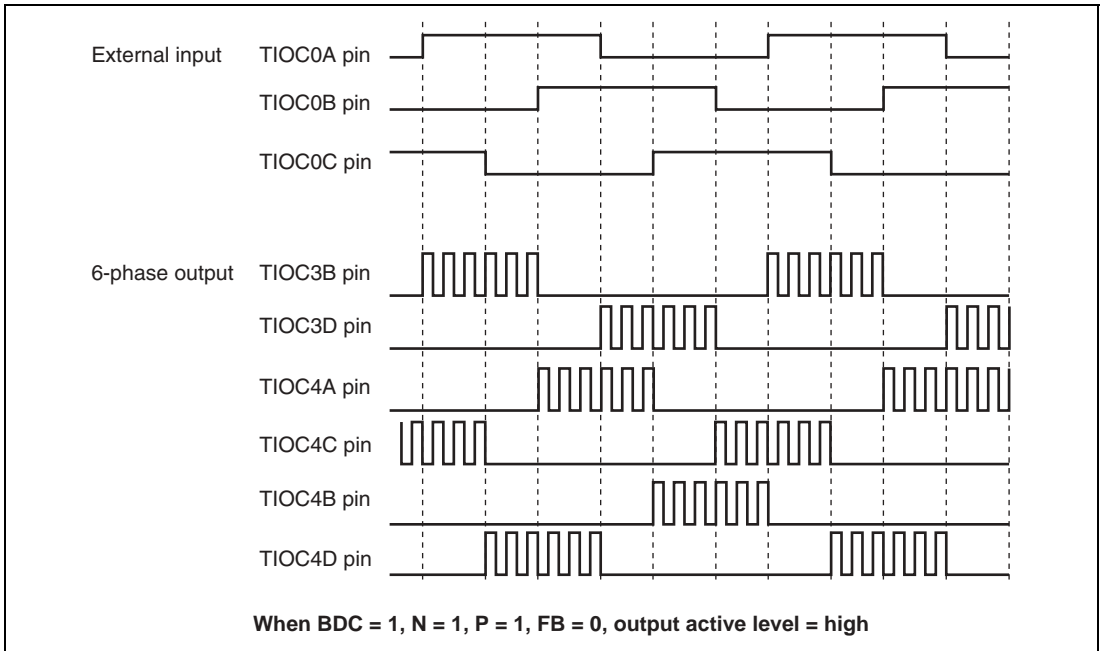 External input TIOC0A pin
TIOC0B pin
TIOC0C pin
6-phase output TIOC3B pin
TIOC3D pin
TIOC4A pin
TIOC4C pin
TIOC4B pin
TIOC4D pin
When BDC = 1, N = 1, P = 1, FB = 0, output active level = high